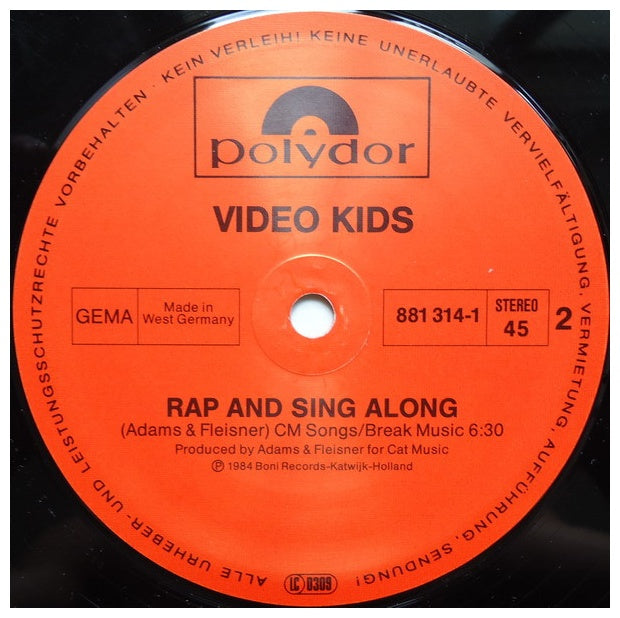 ALLE URHEBER- UND LEISTUNGSSCHUTZRECHTE VORBEHALTEN · KEIN VERLEIH! KEINE UNERLAUBTE VERVIELFÄLTIGUNG, VERMIETUNG, AUFFÜHRUNG, SENDUNG!
polydor
VIDEO KIDS
GEMA
Made in
West Germany
881 314-1
STEREO
45
2
RAP AND SING ALONG
(Adams & Fleisner) CM Songs/Break Music 6:30
Produced by Adams & Fleisner for Cat Music
Ⓟ 1984 Boni Records-Katwijk-Holland
LC 0309